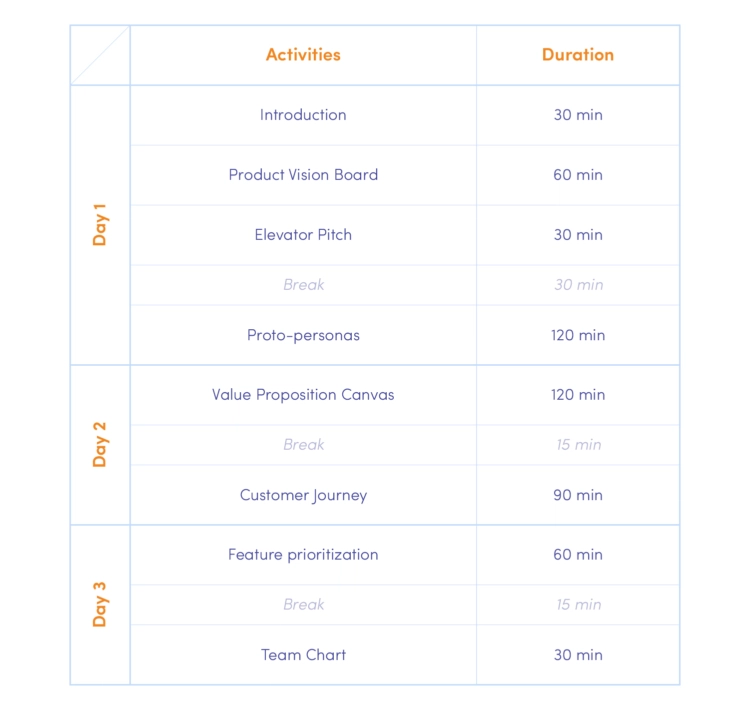 Activities Duration
Day 1
Introduction 30 min
Product Vision Board 60 min
Elevator Pitch 30 min
Break 30 min
Proto-personas 120 min
Day 2
Value Proposition Canvas 120 min
Break 15 min
Customer Journey 90 min
Day 3
Feature prioritization 60 min
Break 15 min
Team Chart 30 min